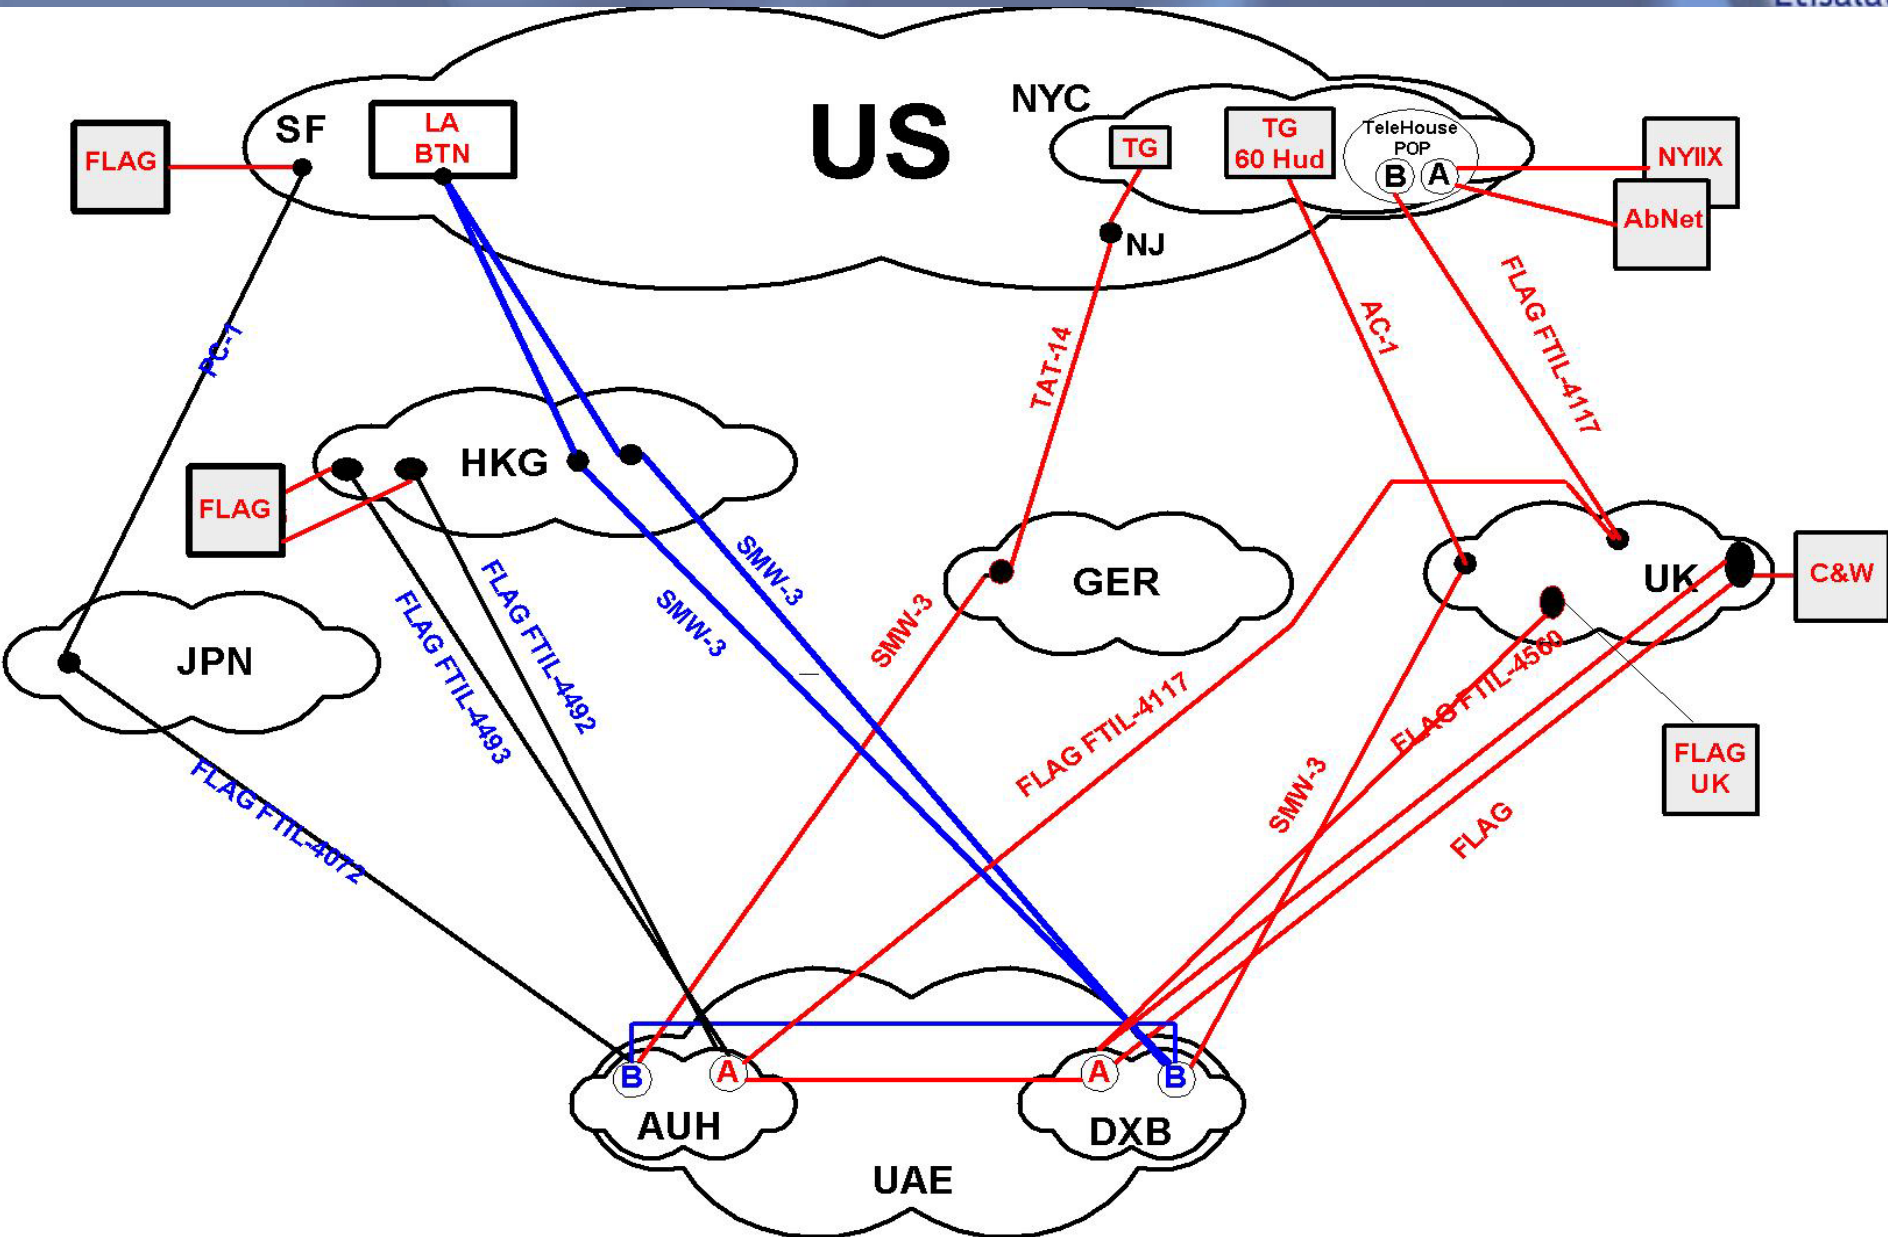 US
NYC
SF
LA
BTN
FLAG
TG
TG
60 Hud
TeleHouse
POP
B
A
NYIIX
AbNet
NJ
PC-1
TAT-14
AC-1
FLAG FTIL-4117
HKG
FLAG
SMW-3
SMW-3
FLAG FTIL-4493
FLAG FTIL-4492
JPN
GER
UK
C&W
SMW-3
FLAG FTIL-4117
FLAG FTIL-4560
FLAG
UK
SMW-3
FLAG
FLAG FTIL-4072
B
A
A
B
AUH
DXB
UAE